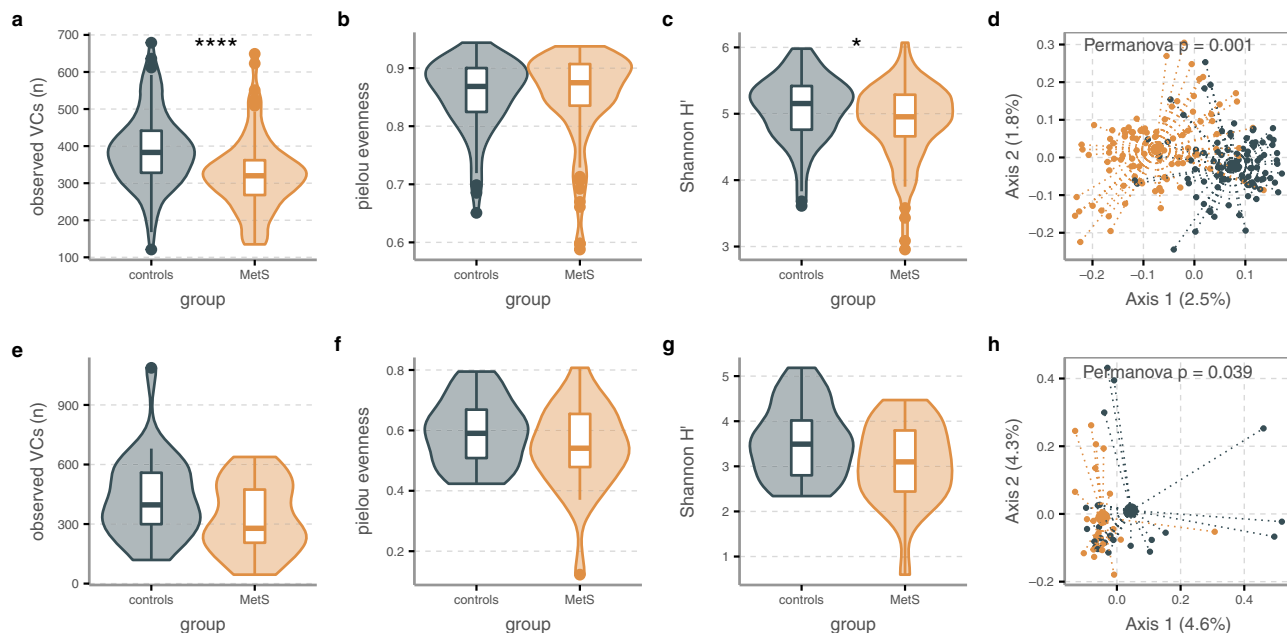 a
observed VCs (n)
700
600
500
400
300
200
100
****
controls
MetS
group
b
pielou evenness
0.9
0.8
0.7
0.6
controls
MetS
group
c
Shannon H'
6
5
4
3
*
controls
MetS
group
d
Permanova p = 0.001
Axis 2 (1.8%)
0.3
0.2
0.1
0.0
−0.1
−0.2
−0.2
−0.1
0.0
0.1
Axis 1 (2.5%)
e
observed VCs (n)
900
600
300
0
controls
MetS
group
f
pielou evenness
0.8
0.6
0.4
0.2
controls
MetS
group
g
Shannon H'
5
4
3
2
1
controls
MetS
group
h
Permanova p = 0.039
Axis 2 (4.3%)
0.4
0.2
0.0
−0.2
0.0
0.2
0.4
Axis 1 (4.6%)